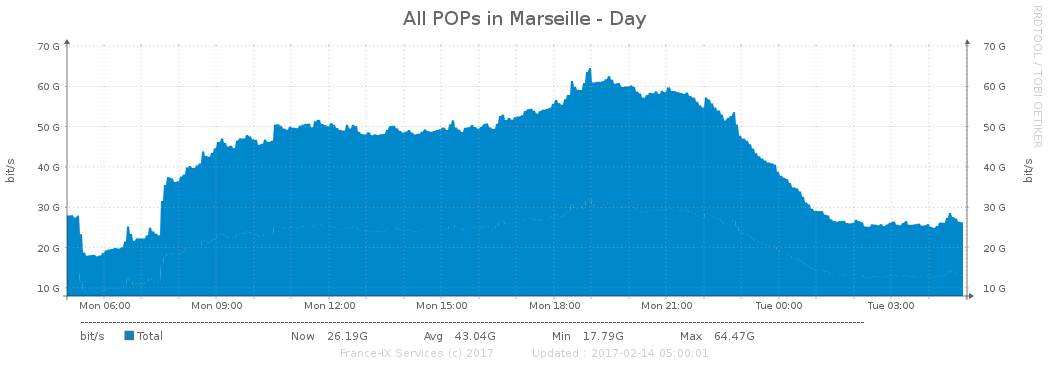 All POPs in Marseille - Day
RRDTOOL / TOBI OETIKER
bit/s
70 G 70 G
60 G 60 G
50 G 50 G
40 G 40 G
30 G 30 G
20 G 20 G
10 G 10 G
bit/s
Mon 06:00 Mon 09:00 Mon 12:00 Mon 15:00 Mon 18:00 Mon 21:00 Tue 00:00 Tue 03:00
bit/s Total Now 26.19G Avg 43.04G Min 17.79G Max 64.47G
France-IX Services (c) 2017 Updated : 2017-02-14 05:00:01